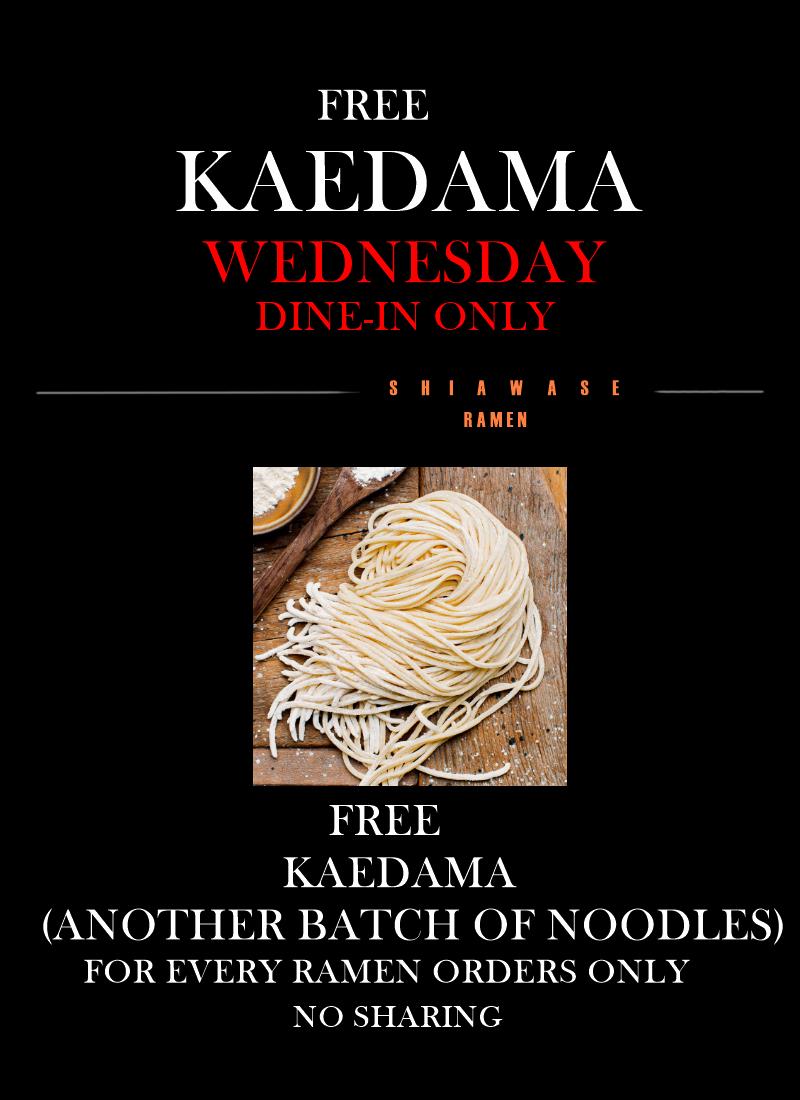 FREE
KAEDAMA
WEDNESDAY
DINE-IN ONLY
SHIAWASE
RAMEN
FREE
KAEDAMA
(ANOTHER BATCH OF NOODLES)
FOR EVERY RAMEN ORDERS ONLY
NO SHARING